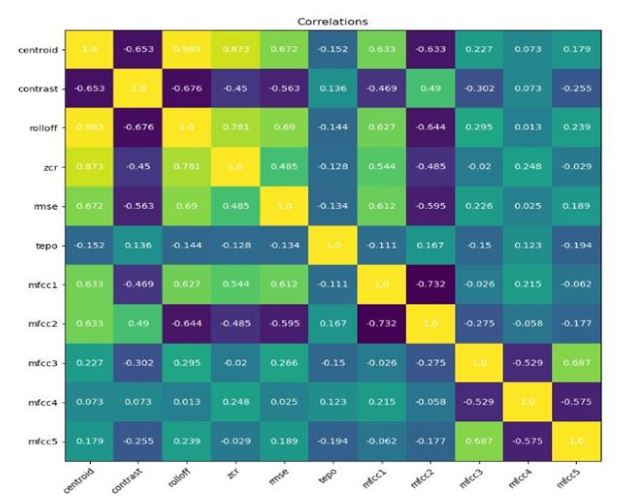 Correlations
centroid 1.0 -0.653 0.983 0.873 0.672 -0.152 0.633 -0.633 0.227 0.073 0.179
contrast -0.653 1.0 -0.676 -0.45 -0.563 0.136 -0.469 0.49 -0.302 0.073 -0.255
rolloff 0.983 -0.676 1.0 0.781 0.69 -0.144 0.627 -0.644 0.295 0.013 0.239
zcr 0.873 -0.45 0.781 1.0 0.485 -0.128 0.544 -0.485 -0.02 0.248 -0.029
rmse 0.672 -0.563 0.69 0.485 1.0 -0.134 0.612 -0.595 0.226 0.025 0.189
tepo -0.152 0.136 -0.144 -0.128 -0.134 1.0 -0.111 0.167 -0.15 0.123 -0.194
mfcc1 0.633 -0.469 0.627 0.544 0.612 -0.111 1.0 -0.732 -0.026 0.215 -0.062
mfcc2 0.633 0.49 -0.644 -0.485 -0.595 0.167 -0.732 1.0 -0.275 -0.058 -0.177
mfcc3 0.227 -0.302 0.295 -0.02 0.266 -0.15 -0.026 -0.275 1.0 -0.529 0.687
mfcc4 0.073 0.073 0.013 0.248 0.025 0.123 0.215 -0.058 -0.529 1.0 -0.575
mfcc5 0.179 -0.255 0.239 -0.029 0.189 -0.194 -0.062 -0.177 0.687 -0.575 1.0
centroid contrast rolloff zcr rmse tepo mfcc1 mfcc2 mfcc3 mfcc4 mfcc5